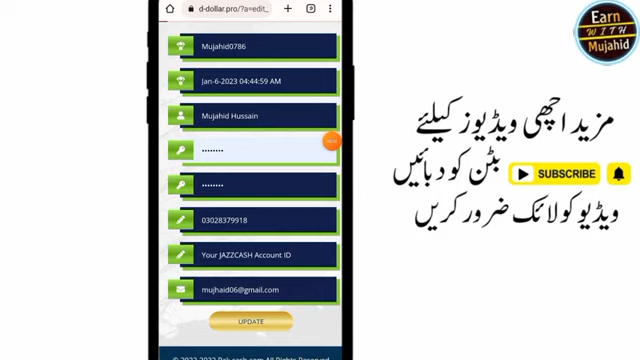 d-dollar.pro/?a=edit_
Mujahid0786
Jan-6-2023 04:44:59 AM
Mujahid Hussain
••••••••
••••••••
03028379918
Your JAZZCASH Account ID
mujhaid06@gmail.com
UPDATE
Earn
WITH
Mujahid
مزید اچھی ویڈیوز کیلئے
SUBSCRIBE بٹن کو دبائیں
ویڈیو کو لائک ضرور کریں